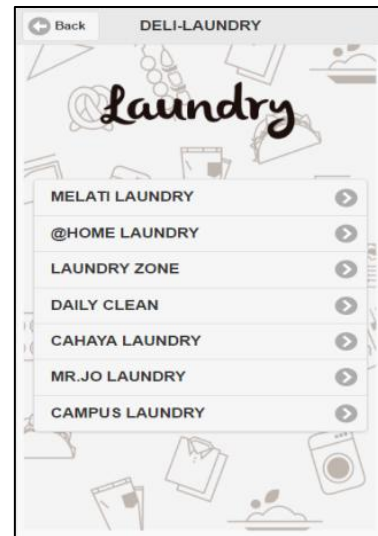 Back
DELI-LAUNDRY
Laundry
MELATI LAUNDRY
@HOME LAUNDRY
LAUNDRY ZONE
DAILY CLEAN
CAHAYA LAUNDRY
MR.JO LAUNDRY
CAMPUS LAUNDRY